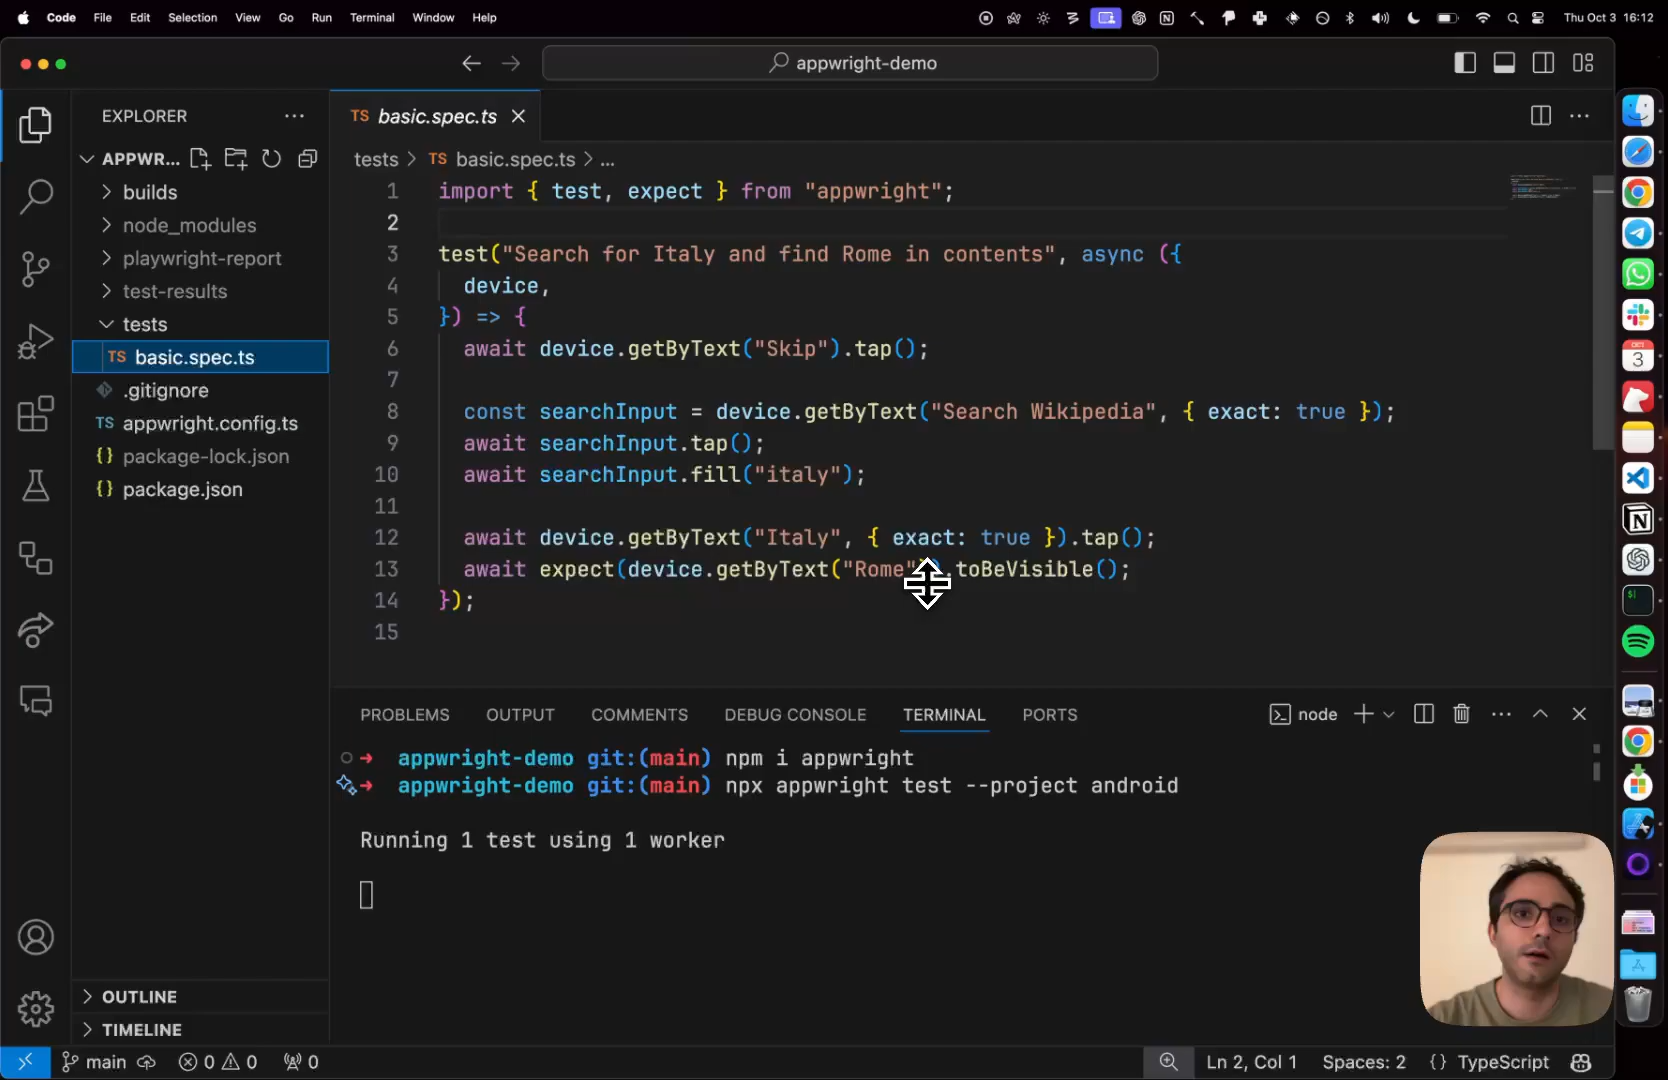 Code File Edit Selection View Go Run Terminal Window Help Thu Oct 3 16:12
appwright-demo
EXPLORER
APPWR...
builds
node_modules
playwright-report
test-results
tests
TS basic.spec.ts
.gitignore
TS appwright.config.ts
{} package-lock.json
{} package.json
OUTLINE
TIMELINE
TS basic.spec.ts
tests > TS basic.spec.ts > ...
1 import { test, expect } from "appwright";
2
3 test("Search for Italy and find Rome in contents", async ({
4 device,
5 }) => {
6 await device.getByText("Skip").tap();
7
8 const searchInput = device.getByText("Search Wikipedia", { exact: true });
9 await searchInput.tap();
10 await searchInput.fill("italy");
11
12 await device.getByText("Italy", { exact: true }).tap();
13 await expect(device.getByText("Rome")).toBeVisible();
14 });
15
PROBLEMS OUTPUT COMMENTS DEBUG CONSOLE TERMINAL PORTS node
➜ appwright-demo git:(main) npm i appwright
➜ appwright-demo git:(main) npx appwright test --project android
Running 1 test using 1 worker
OCT
3
main 0 0 0 Ln 2, Col 1 Spaces: 2 {} TypeScript